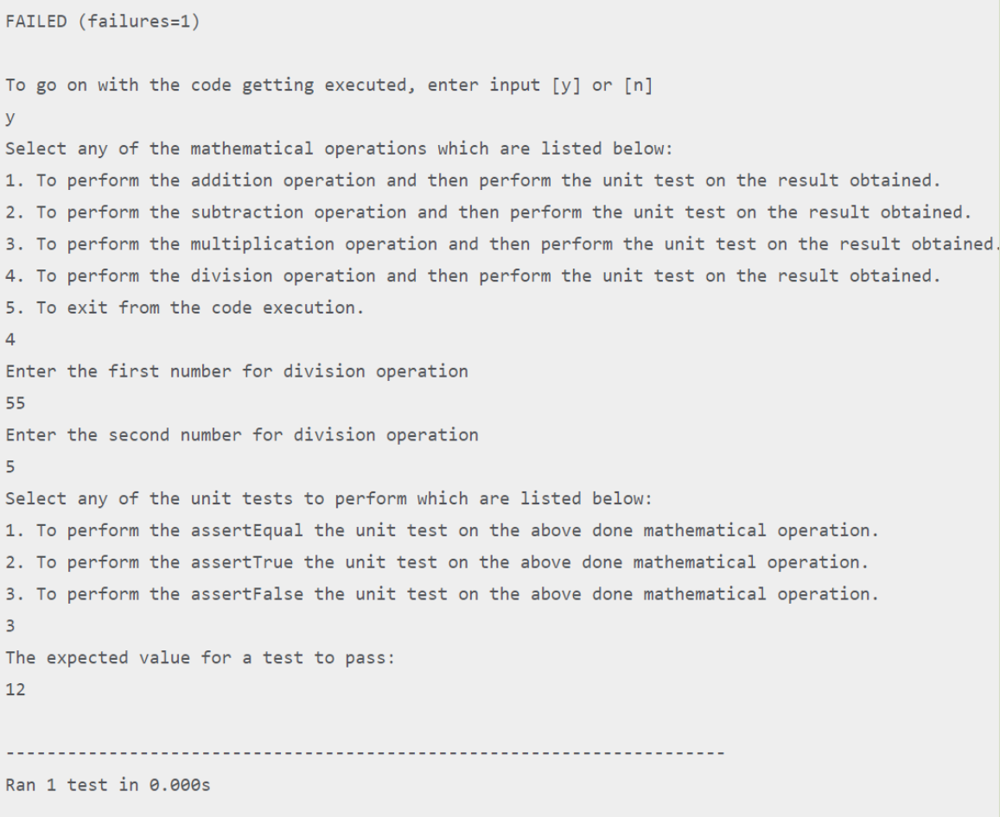 FAILED (failures=1)
To go on with the code getting executed, enter input [y] or [n]
y
Select any of the mathematical operations which are listed below:
1. To perform the addition operation and then perform the unit test on the result obtained.
2. To perform the subtraction operation and then perform the unit test on the result obtained.
3. To perform the multiplication operation and then perform the unit test on the result obtained.
4. To perform the division operation and then perform the unit test on the result obtained.
5. To exit from the code execution.
4
Enter the first number for division operation
55
Enter the second number for division operation
5
Select any of the unit tests to perform which are listed below:
1. To perform the assertEqual the unit test on the above done mathematical operation.
2. To perform the assertTrue the unit test on the above done mathematical operation.
3. To perform the assertFalse the unit test on the above done mathematical operation.
3
The expected value for a test to pass:
12
----------------------------------------------------------------------
Ran 1 test in 0.000s